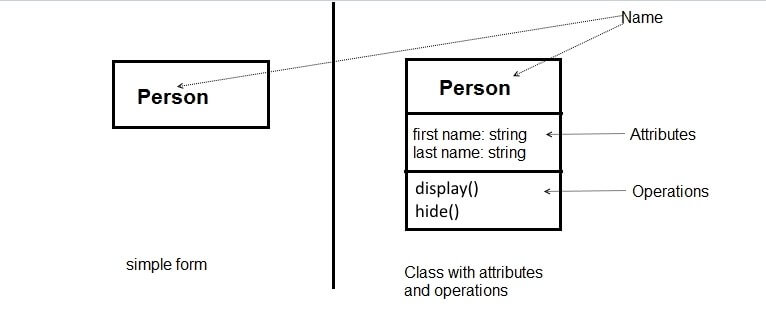 Name
Person
simple form
Person
first name: string
last name: string
Attributes
display()
hide()
Operations
Class with attributes
and operations